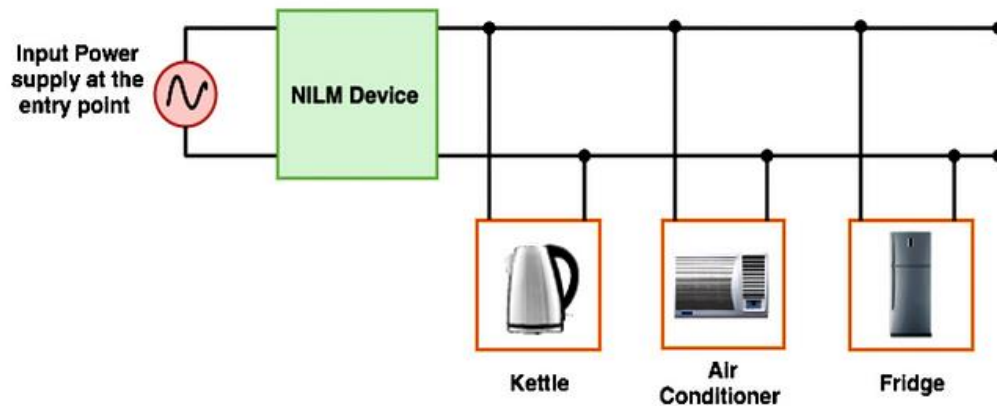 Input Power
supply at the
entry point
NILM Device
Kettle
Air
Conditioner
Fridge